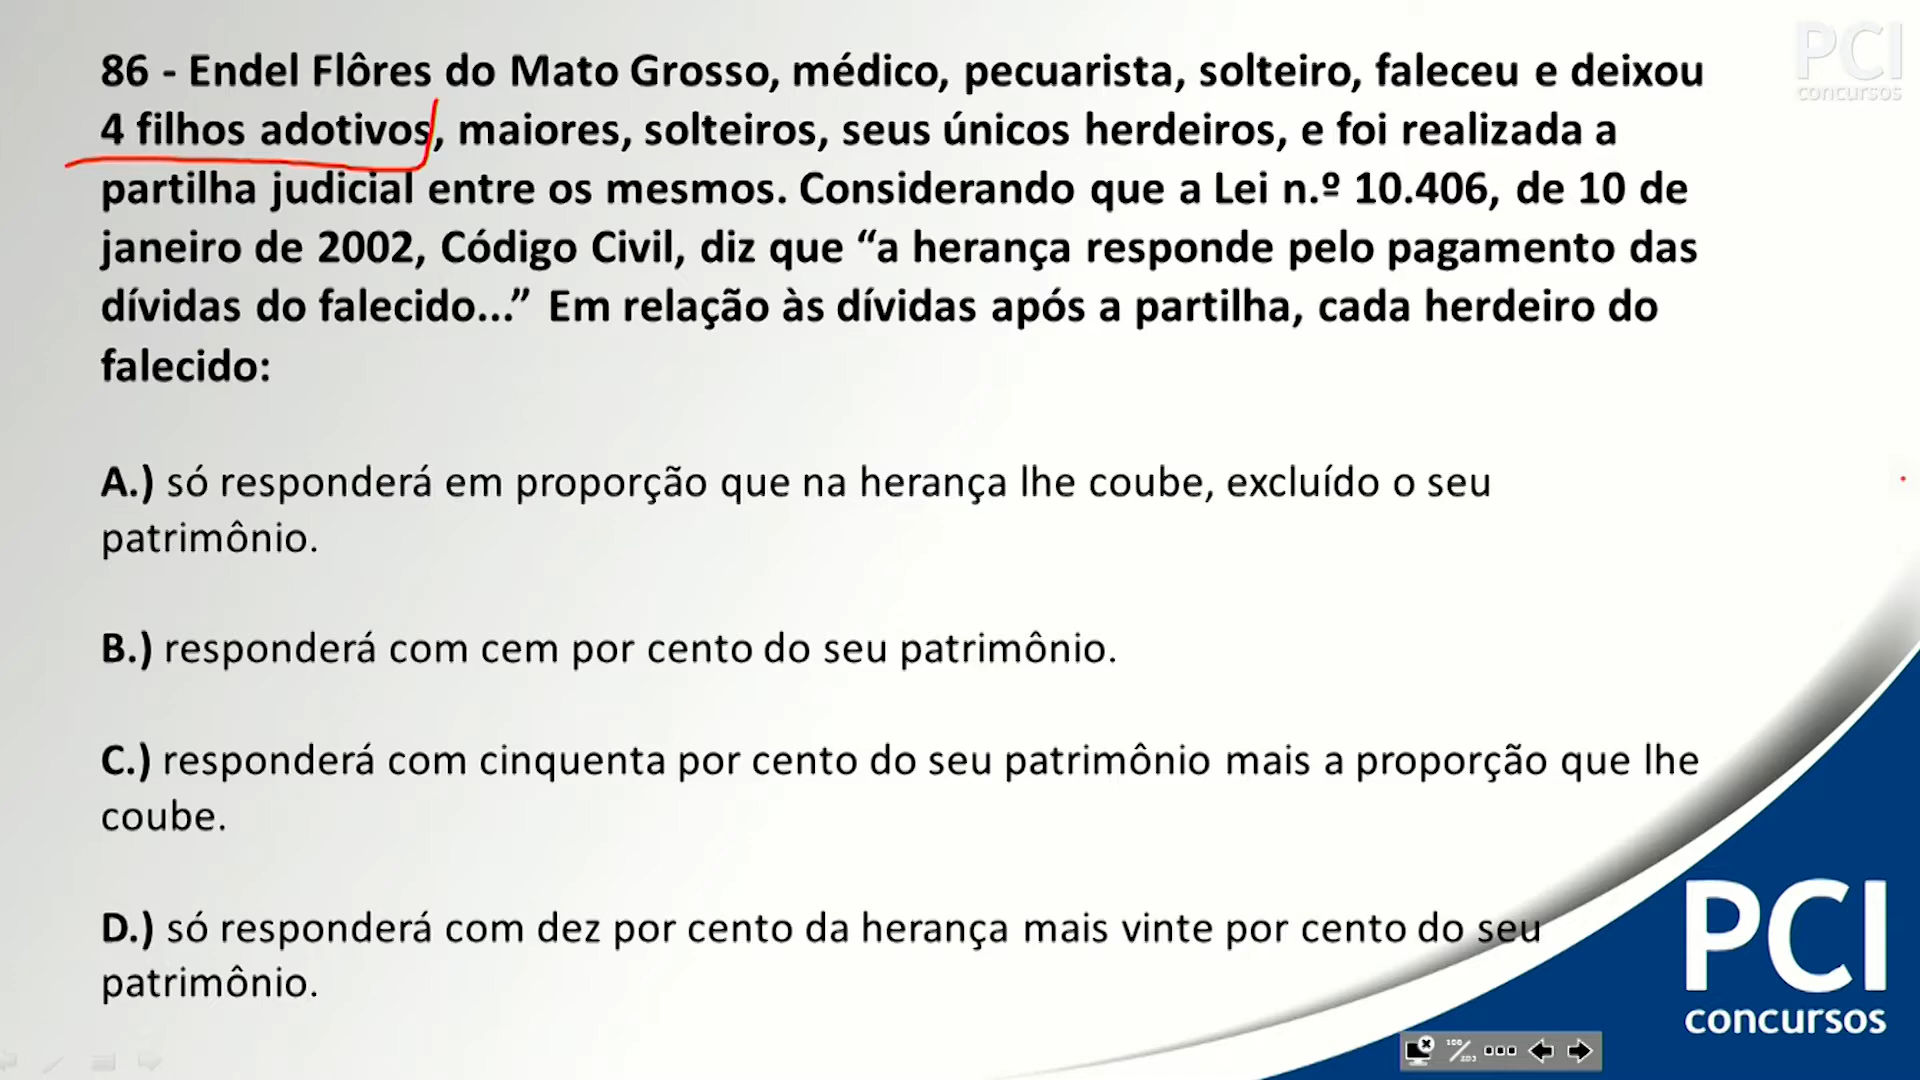 PCI
concursos
86 - Endel Flôres do Mato Grosso, médico, pecuarista, solteiro, faleceu e deixou
4 filhos adotivos, maiores, solteiros, seus únicos herdeiros, e foi realizada a
partilha judicial entre os mesmos. Considerando que a Lei n.º 10.406, de 10 de
janeiro de 2002, Código Civil, diz que “a herança responde pelo pagamento das
dívidas do falecido...” Em relação às dívidas após a partilha, cada herdeiro do
falecido:
A.) só responderá em proporção que na herança lhe coube, excluído o seu
patrimônio.
B.) responderá com cem por cento do seu patrimônio.
C.) responderá com cinquenta por cento do seu patrimônio mais a proporção que lhe
coube.
D.) só responderá com dez por cento da herança mais vinte por cento do seu
patrimônio.
PCI
concursos